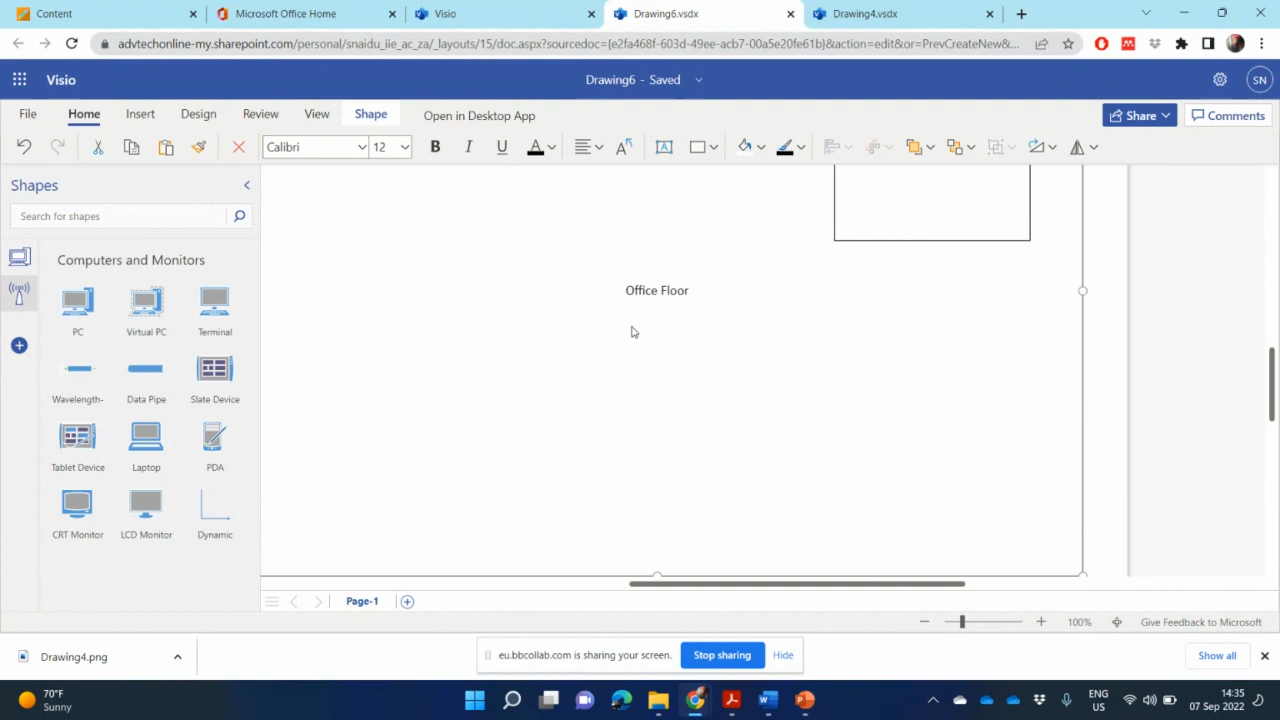 Content
Microsoft Office Home
Visio
Drawing6.vsdx
Drawing4.vsdx
advtechonline-my.sharepoint.com/personal/snaidu_iie_ac_za/_layouts/15/doc.aspx?sourcedoc={e2fa468f-603d-49ee-acb7-00a5e20fe61b}&action=edit&or=PrevCreateNew&...
Visio
Drawing6 - Saved
SN
File
Home
Insert
Design
Review
View
Shape
Open in Desktop App
Share
Comments
Calibri
12
B
I
U
A
A
A
Shapes
Search for shapes
Computers and Monitors
PC
Virtual PC
Terminal
Wavelength-
Data Pipe
Slate Device
Tablet Device
Laptop
PDA
CRT Monitor
LCD Monitor
Dynamic
Office Floor
Page-1
100%
Give Feedback to Microsoft
Drawing4.png
eu.bbcollab.com is sharing your screen.
Stop sharing
Hide
Show all
70°F
Sunny
ENG
US
14:35
07 Sep 2022